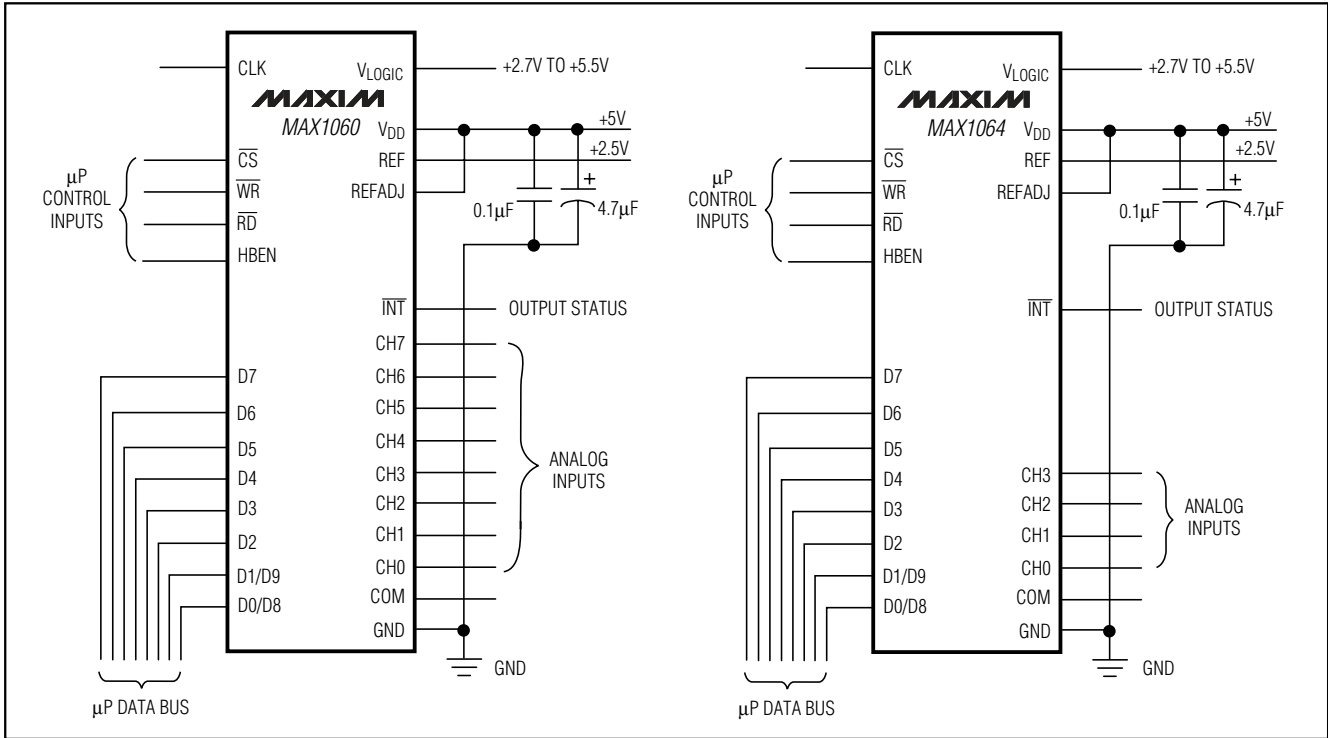 CLK
VLOGIC
+2.7V TO +5.5V
MAXIM
MAX1060
VDD
+5V
CS
REF
+2.5V
µP
CONTROL
INPUTS
WR
REFADJ
0.1µF
+
4.7µF
RD
HBEN
INT
OUTPUT STATUS
CH7
D7
CH6
D6
CH5
D5
CH4
D4
CH3
ANALOG
INPUTS
D3
CH2
D2
CH1
D1/D9
CH0
D0/D8
COM
GND
GND
µP DATA BUS
CLK
VLOGIC
+2.7V TO +5.5V
MAXIM
MAX1064
VDD
+5V
CS
REF
+2.5V
µP
CONTROL
INPUTS
WR
REFADJ
0.1µF
+
4.7µF
RD
HBEN
INT
OUTPUT STATUS
D7
D6
D5
D4
CH3
D3
CH2
ANALOG
INPUTS
D2
CH1
D1/D9
CH0
D0/D8
COM
GND
GND
µP DATA BUS